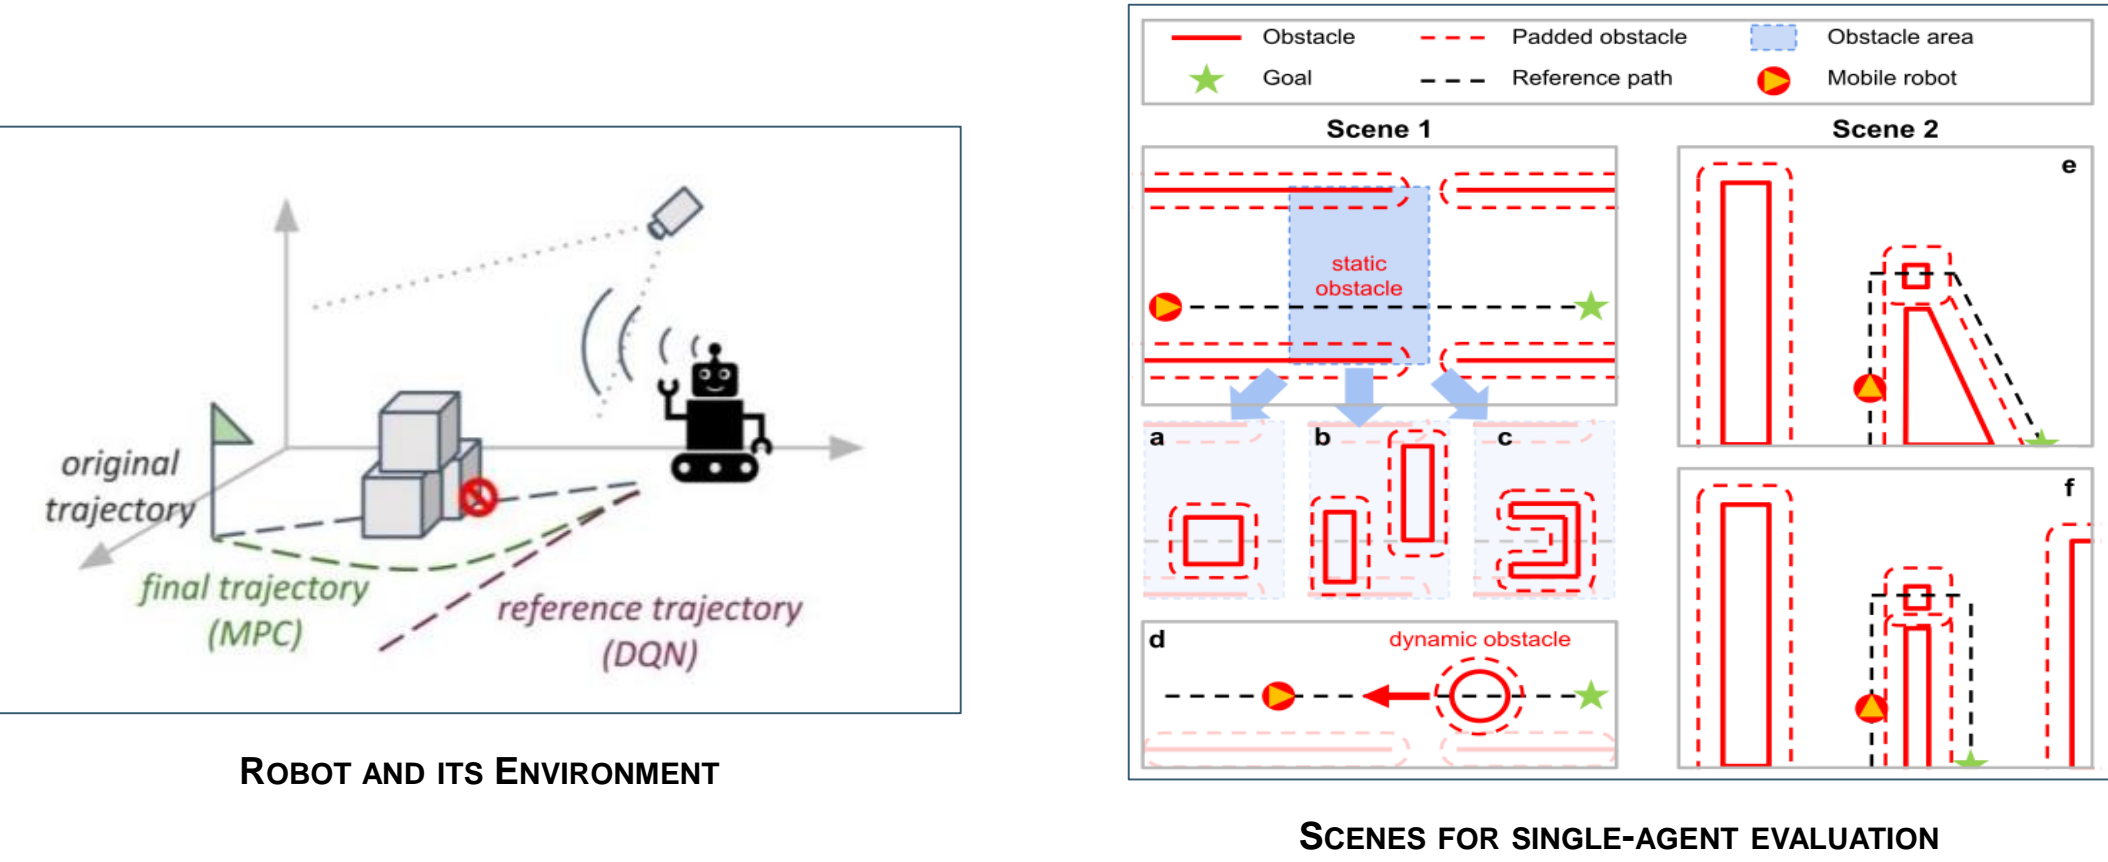 original
trajectory
final trajectory
(MPC)
reference trajectory
(DQN)
ROBOT AND ITS ENVIRONMENT
Obstacle
Padded obstacle
Obstacle area
Goal
Reference path
Mobile robot
Scene 1
Scene 2
static
obstacle
a
b
c
d
dynamic obstacle
e
f
SCENES FOR SINGLE-AGENT EVALUATION